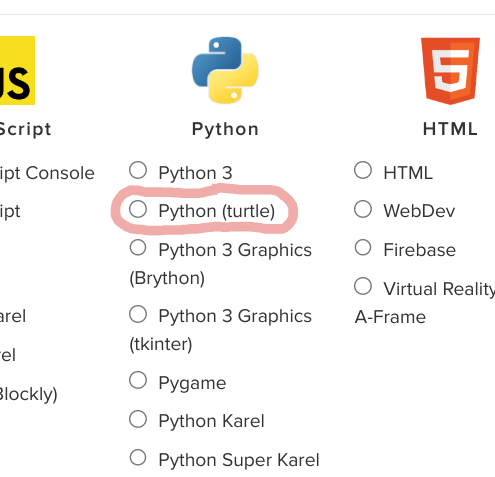 JS
Script
ipt Console
ipt
arel
rel
Blockly)
Python
Python 3
Python (turtle)
Python 3 Graphics
(Brython)
Python 3 Graphics
(tkinter)
Pygame
Python Karel
Python Super Karel
5
HTML
HTML
WebDev
Firebase
Virtual Reality
A-Frame